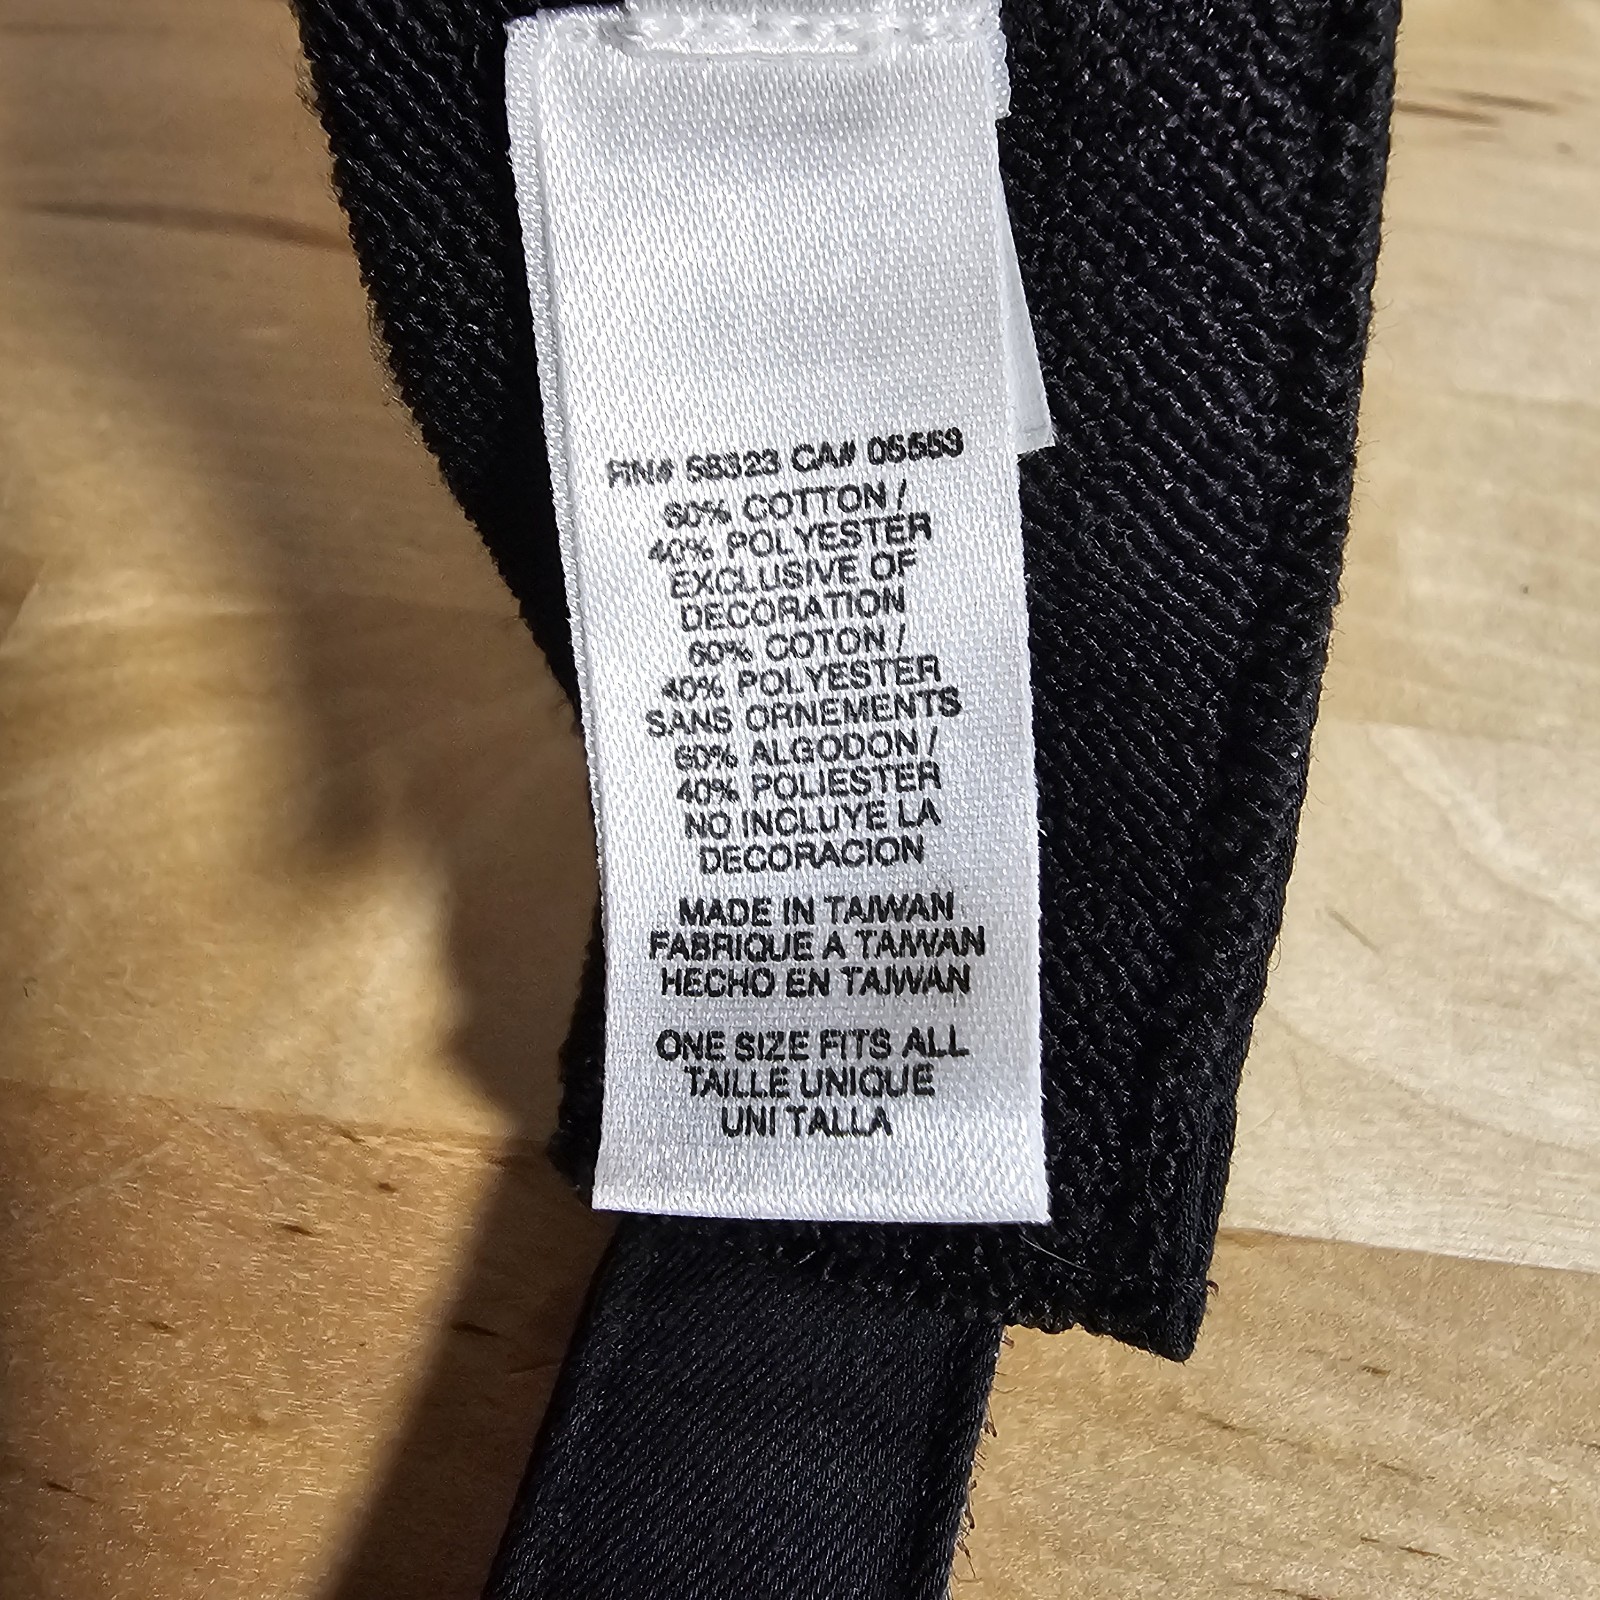 RN# 58323 CA# 05553
60% COTTON /
40% POLYESTER
EXCLUSIVE OF
DECORATION
60% COTON /
40% POLYESTER
SANS ORNEMENTS
60% ALGODON /
40% POLIESTER
NO INCLUYE LA
DECORACION
MADE IN TAIWAN
FABRIQUE A TAIWAN
HECHO EN TAIWAN
ONE SIZE FITS ALL
TAILLE UNIQUE
UNI TALLA